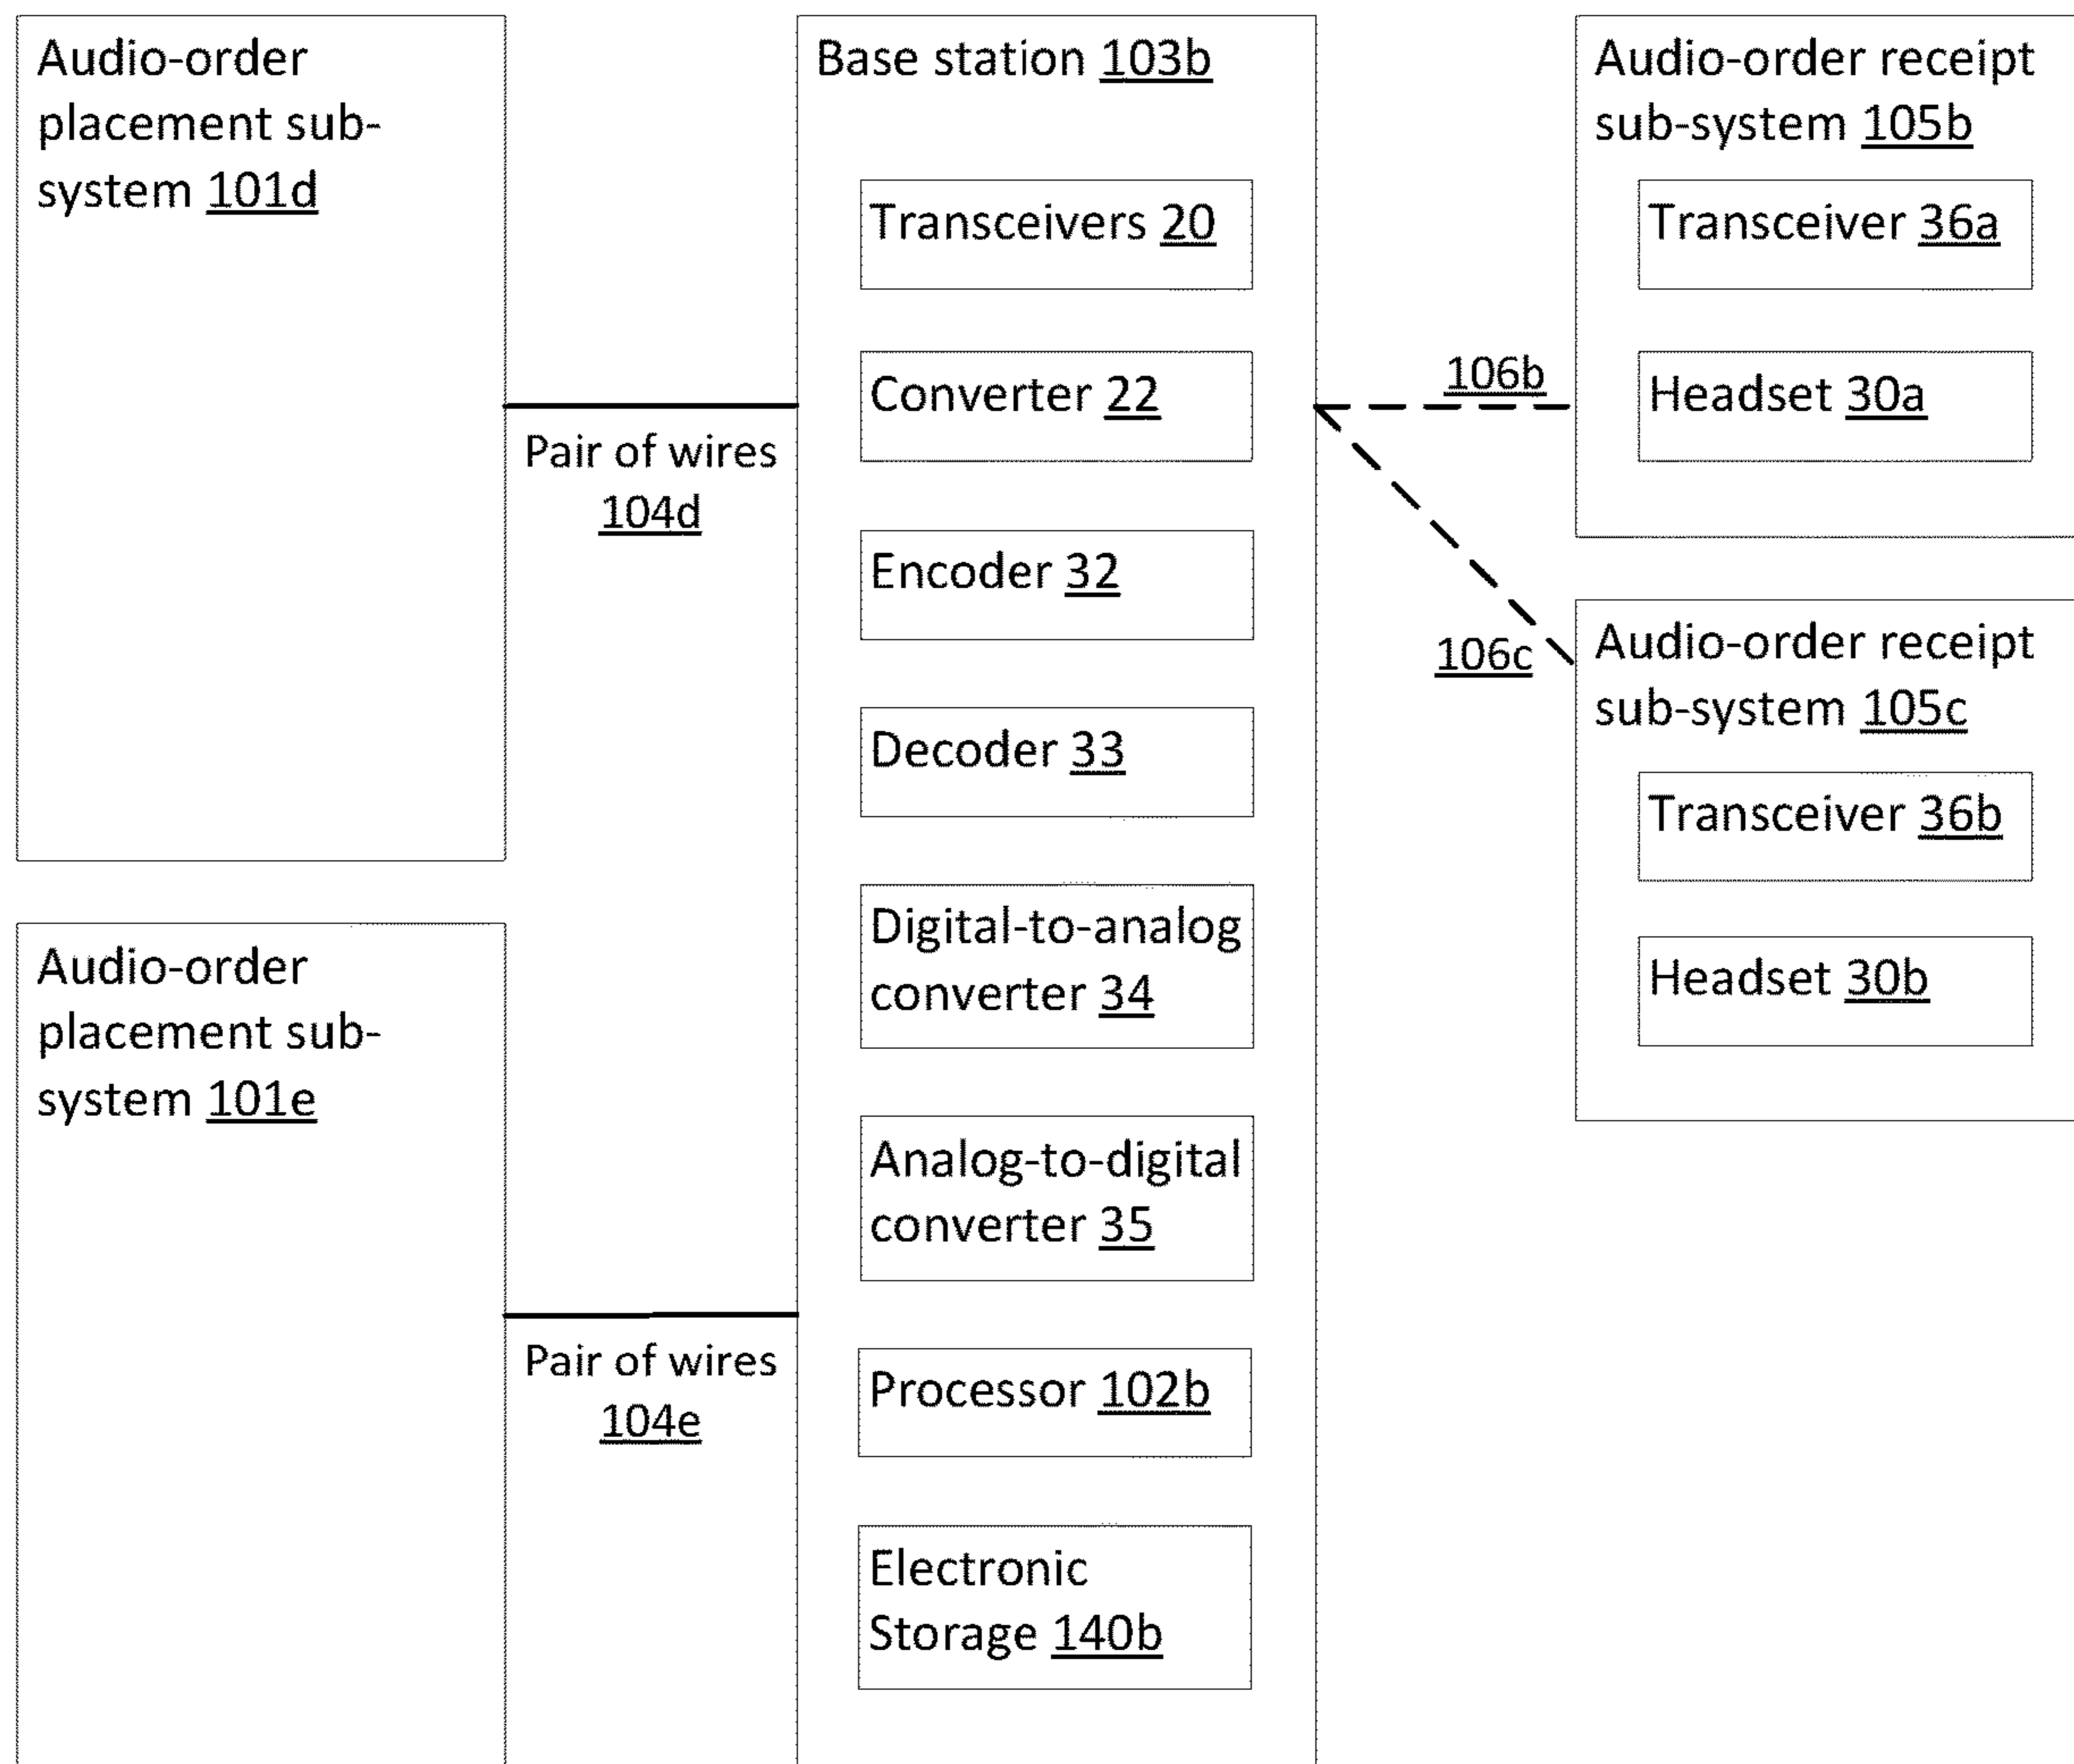 Audio-order
placement sub-
system 101d
Audio-order
placement sub-
system 101e
Pair of wires
104d
Pair of wires
104e
Base station 103b
Transceivers 20
Converter 22
Encoder 32
Decoder 33
Digital-to-analog
converter 34
Analog-to-digital
converter 35
Processor 102b
Electronic
Storage 140b
106b
106c
Audio-order receipt
sub-system 105b
Transceiver 36a
Headset 30a
Audio-order receipt
sub-system 105c
Transceiver 36b
Headset 30b